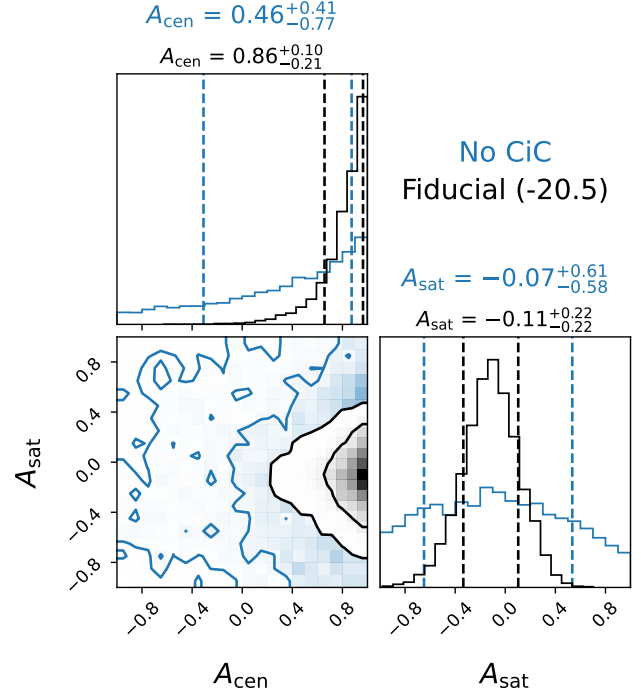 A_cen = 0.46^{+0.41}_{−0.77}
A_cen = 0.86^{+0.10}_{−0.21}
No CiC
Fiducial (-20.5)
A_sat = −0.07^{+0.61}_{−0.58}
A_sat = −0.11^{+0.22}_{−0.22}
0.8
0.4
0.0
−0.4
−0.8
A_sat
−0.8 −0.4 0.0 0.4 0.8
−0.8 −0.4 0.0 0.4 0.8
A_cen
A_sat